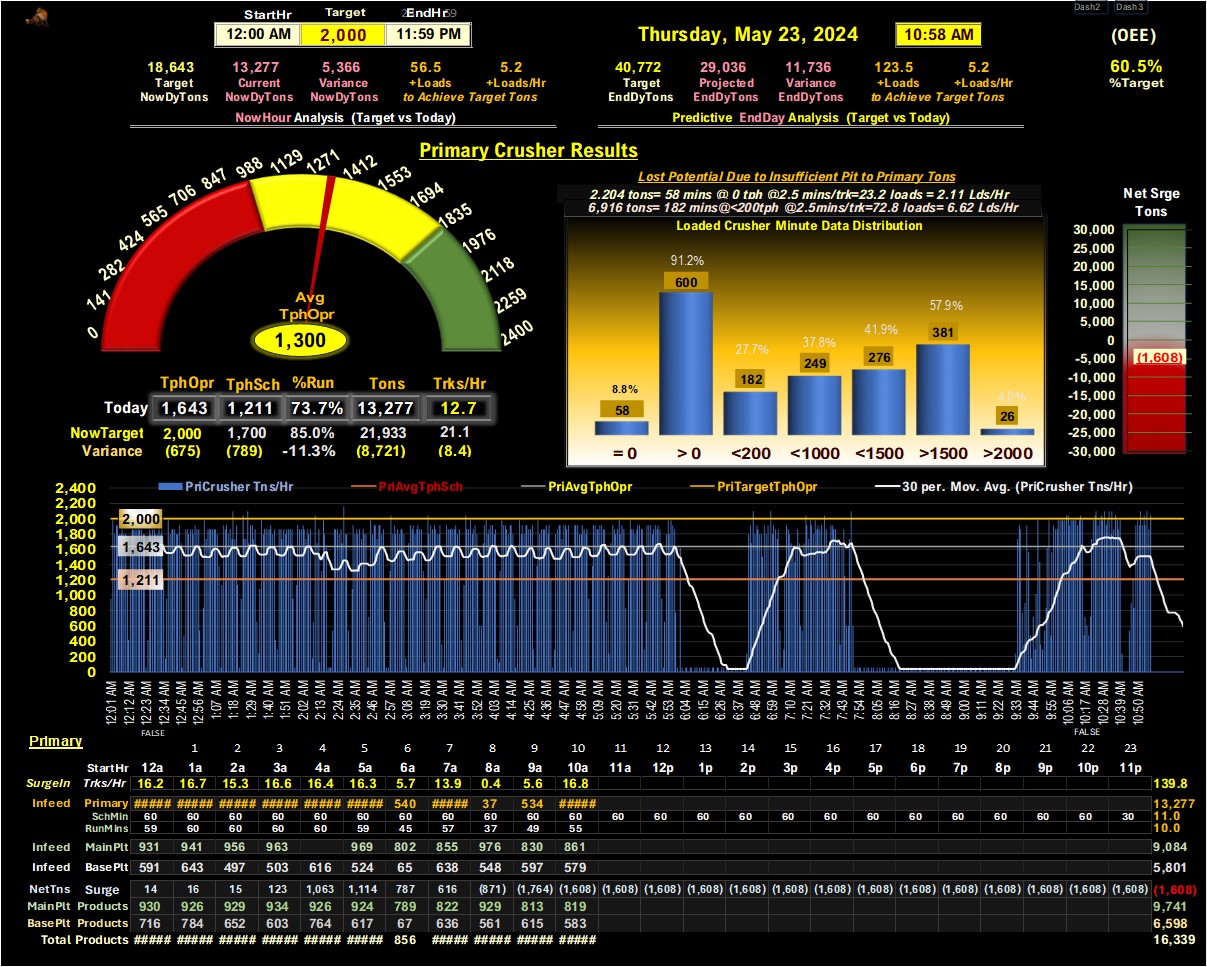 Dash2 Dash3
StartHr Target EndHr
12:00 AM 2,000 11:59 PM
Thursday, May 23, 2024 10:58 AM (OEE)
18,643 13,277 5,366 56.5 5.2
Target Current Variance +Loads +Loads/Hr
NowDyTons NowDyTons NowDyTons to Achieve Target Tons
40,772 29,036 11,736 123.5 5.2 60.5%
Target Projected Variance +Loads +Loads/Hr %Target
EndDyTons EndDyTons EndDyTons to Achieve Target Tons
NowHour Analysis (Target vs Today)
Predictive EndDay Analysis (Target vs Today)
Primary Crusher Results
0 141 282 424 565 706 847 988 1129 1271 1412 1553 1694 1835 1976 2118 2259 2400
Avg
TphOpr
1,300
Lost Potential Due to Insufficient Pit to Primary Tons
2,204 tons= 58 mins @ 0 tph @2.5 mins/trk=23.2 loads = 2.11 Lds/Hr
6,916 tons= 182 mins@<200tph @2.5mins/trk=72.8 loads= 6.62 Lds/Hr
Loaded Crusher Minute Data Distribution
8.8% 91.2% 27.7% 37.8% 41.9% 57.9% 4.0%
58 600 182 249 276 381 26
= 0 > 0 <200 <1000 <1500 >1500 >2000
Net Srge
Tons
30,000
25,000
20,000
15,000
10,000
5,000
0
-5,000 (1,608)
-10,000
-15,000
-20,000
-25,000
-30,000
TphOpr TphSch %Run Tons Trks/Hr
Today 1,643 1,211 73.7% 13,277 12.7
NowTarget 2,000 1,700 85.0% 21,933 21.1
Variance (675) (789) -11.3% (8,721) (8.4)
PriCrusher Tns/Hr PriAvgTphSch PriAvgTphOpr PriTargetTphOpr 30 per. Mov. Avg. (PriCrusher Tns/Hr)
2,400
2,200
2,000 2,000
1,800
1,600 1,643
1,400
1,200 1,211
1,000
800
600
400
200
0
12:01 AM 12:12 AM 12:23 AM 12:34 AM 12:45 AM 12:56 AM 1:07 AM 1:18 AM 1:29 AM 1:40 AM 1:51 AM 2:02 AM 2:13 AM 2:24 AM 2:35 AM 2:46 AM 2:57 AM 3:08 AM 3:19 AM 3:30 AM 3:41 AM 3:52 AM 4:03 AM 4:14 AM 4:25 AM 4:36 AM 4:47 AM 4:58 AM 5:09 AM 5:20 AM 5:31 AM 5:42 AM 5:53 AM 6:04 AM 6:15 AM 6:26 AM 6:37 AM 6:48 AM 6:59 AM 7:10 AM 7:21 AM 7:32 AM 7:43 AM 7:54 AM 8:05 AM 8:16 AM 8:27 AM 8:38 AM 8:49 AM 9:00 AM 9:11 AM 9:22 AM 9:33 AM 9:44 AM 9:55 AM 10:06 AM 10:17 AM 10:28 AM 10:39 AM 10:50 AM
FALSE FALSE
Primary
1 2 3 4 5 6 7 8 9 10 11 12 13 14 15 16 17 18 19 20 21 22 23
StartHr 12a 1a 2a 3a 4a 5a 6a 7a 8a 9a 10a 11a 12p 1p 2p 3p 4p 5p 6p 7p 8p 9p 10p 11p
SurgeIn Trks/Hr 16.2 16.7 15.3 16.6 16.4 16.3 5.7 13.9 0.4 5.6 16.8 139.8
Infeed Primary ##### ##### ##### ##### ##### ##### 540 ##### 37 534 ##### 13,277
SchMin 60 60 60 60 60 60 60 60 60 60 60 60 60 60 60 60 60 60 60 60 60 60 60 30 11.0
RunMins 59 60 60 60 59 45 57 37 49 55 10.0
Infeed MainPlt 931 941 956 963 969 802 855 976 830 861 9,084
Infeed BasePlt 591 643 497 503 616 524 65 638 548 597 579 5,801
NetTns Surge 14 16 15 123 1,063 1,114 787 616 (871) (1,764) (1,608) (1,608) (1,608) (1,608) (1,608) (1,608) (1,608) (1,608) (1,608) (1,608) (1,608) (1,608) (1,608) (1,608) (1,608)
MainPlt Products 930 926 929 934 926 924 789 822 929 813 819 9,741
BasePlt Products 716 784 652 603 764 617 67 636 561 615 583 6,598
Total Products ##### ##### ##### ##### ##### ##### 856 ##### ##### ##### ##### 16,339